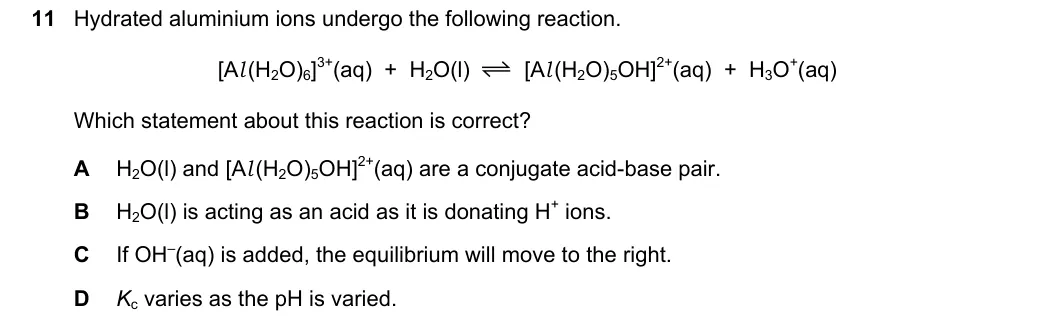 11 Hydrated aluminium ions undergo the following reaction.
[Al(H₂O)₆]³⁺(aq) + H₂O(l) ⇌ [Al(H₂O)₅OH]²⁺(aq) + H₃O⁺(aq)
Which statement about this reaction is correct?
A H₂O(l) and [Al(H₂O)₅OH]²⁺(aq) are a conjugate acid-base pair.
B H₂O(l) is acting as an acid as it is donating H⁺ ions.
C If OH⁻(aq) is added, the equilibrium will move to the right.
D K꜀ varies as the pH is varied.